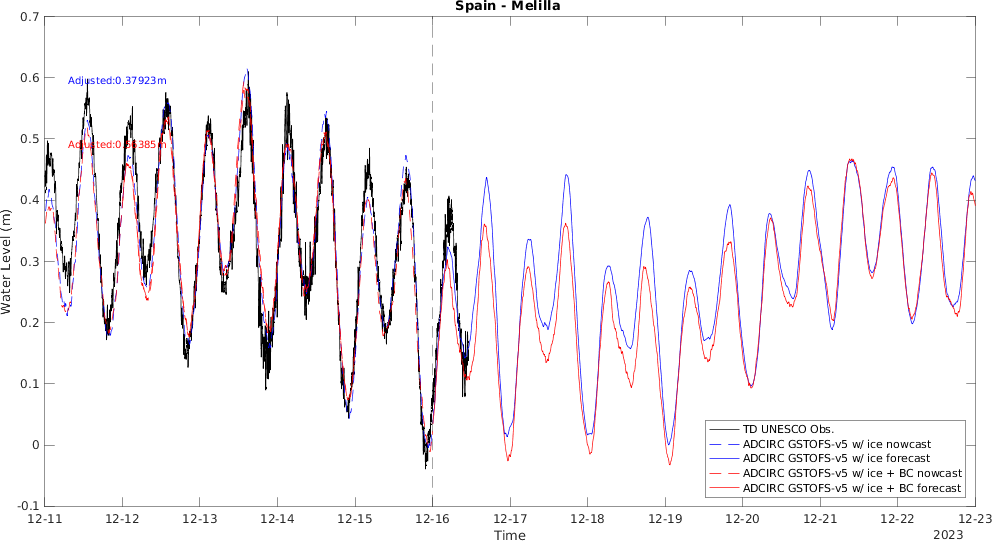 Spain - Melilla
0.7
0.6
0.5
0.4
0.3
0.2
0.1
0
-0.1
Water Level (m)
Adjusted:0.37923m
TD UNESCO Obs.
ADCIRC GSTOFS-v5 w/ ice nowcast
ADCIRC GSTOFS-v5 w/ ice forecast
ADCIRC GSTOFS-v5 w/ ice + BC nowcast
ADCIRC GSTOFS-v5 w/ ice + BC forecast
12-11 12-12 12-13 12-14 12-15 12-16 12-17 12-18 12-19 12-20 12-21 12-22 12-23
Time
2023